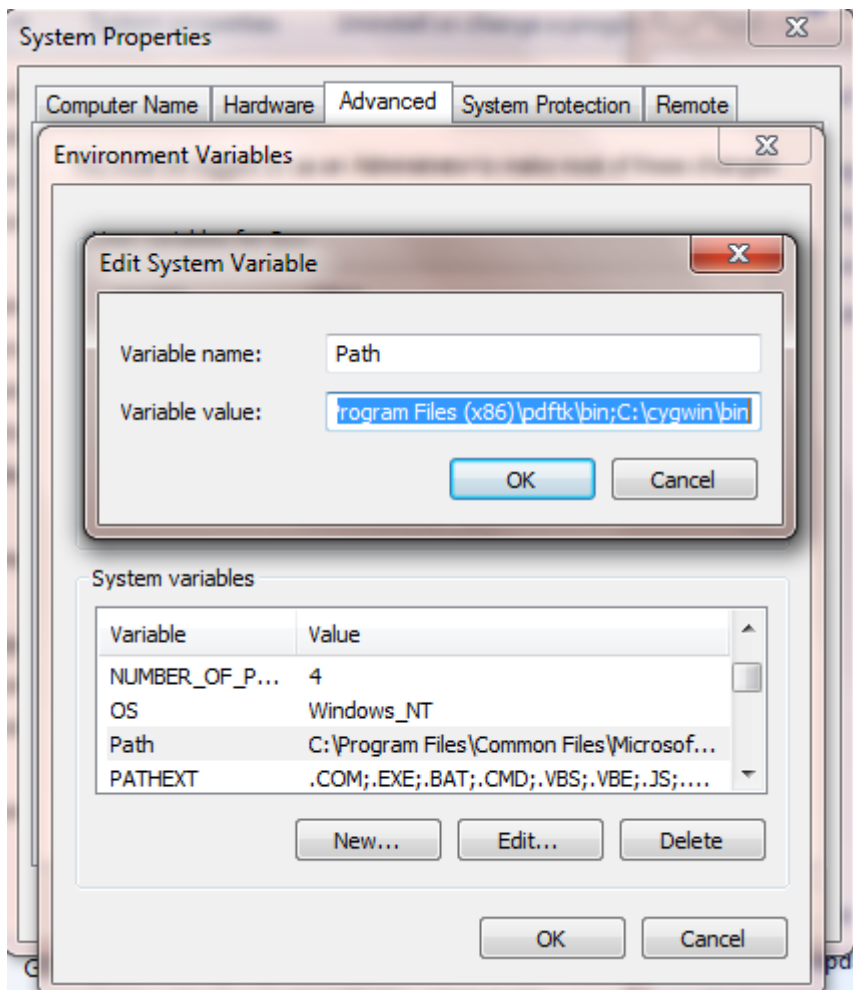 System Properties
Computer Name Hardware Advanced System Protection Remote
Environment Variables
Edit System Variable
Variable name: Path
Variable value: Program Files (x86)\pdftk\bin;C:\cygwin\bin
OK Cancel
System variables
Variable Value
NUMBER_OF_P... 4
OS Windows_NT
Path C:\Program Files\Common Files\Microsof...
PATHEXT .COM;.EXE;.BAT;.CMD;.VBS;.VBE;.JS;....
New... Edit... Delete
OK Cancel